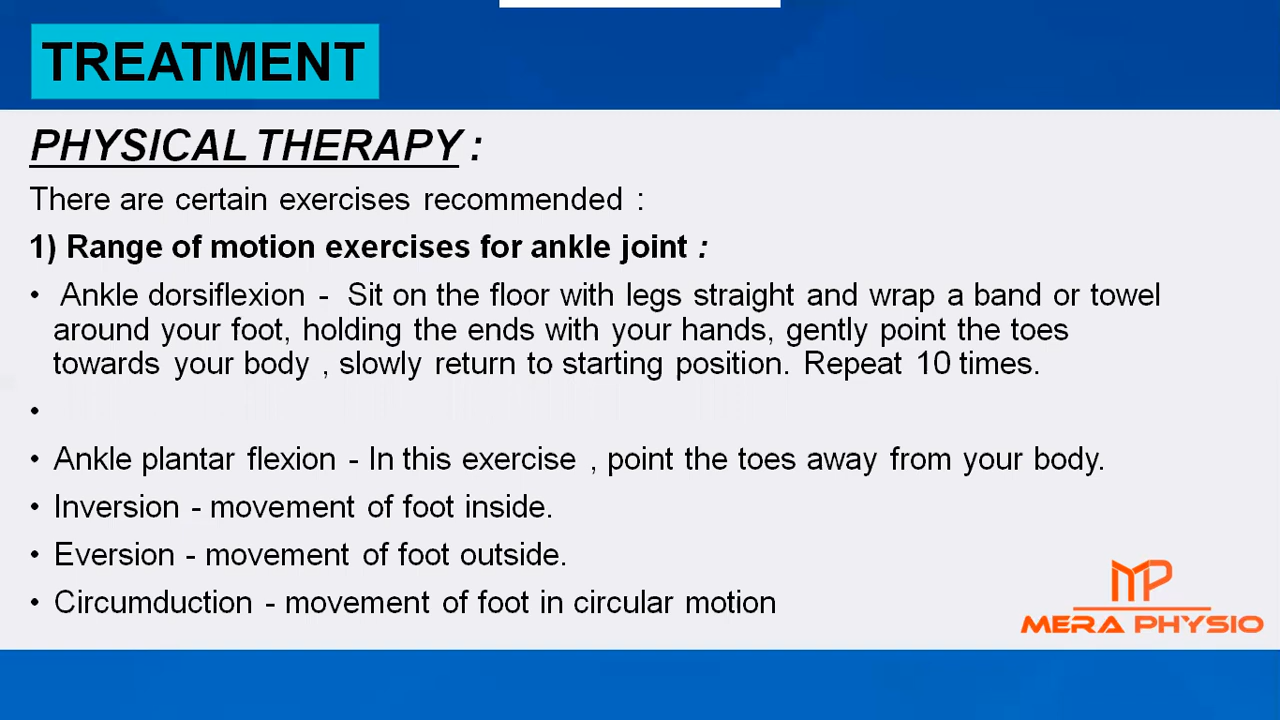 TREATMENT
PHYSICAL THERAPY :
There are certain exercises recommended :
1) Range of motion exercises for ankle joint :
• Ankle dorsiflexion - Sit on the floor with legs straight and wrap a band or towel
around your foot, holding the ends with your hands, gently point the toes
towards your body , slowly return to starting position. Repeat 10 times.
•
• Ankle plantar flexion - In this exercise , point the toes away from your body.
• Inversion - movement of foot inside.
• Eversion - movement of foot outside.
• Circumduction - movement of foot in circular motion
MP
MERA PHYSIO